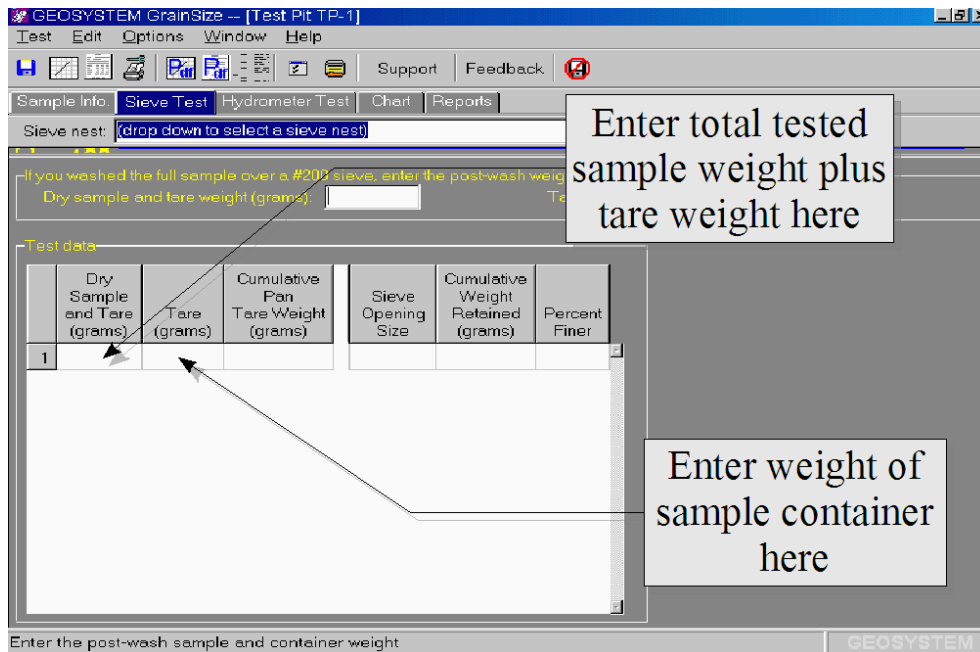 GEOSYSTEM GrainSize -- [Test Pit TP-1]
Test Edit Options Window Help
Support Feedback
Sample Info. Sieve Test Hydrometer Test Chart Reports
Sieve nest: (drop down to select a sieve nest)
If you washed the full sample over a #200 sieve, enter the post-wash weig
Dry sample and tare weight (grams):
Enter total tested
sample weight plus
tare weight here
Test data
Dry Sample and Tare (grams) Tare (grams) Cumulative Pan Tare Weight (grams) Sieve Opening Size Cumulative Weight Retained (grams) Percent Finer
1
Enter weight of
sample container
here
Enter the post-wash sample and container weight
GEOSYSTEM